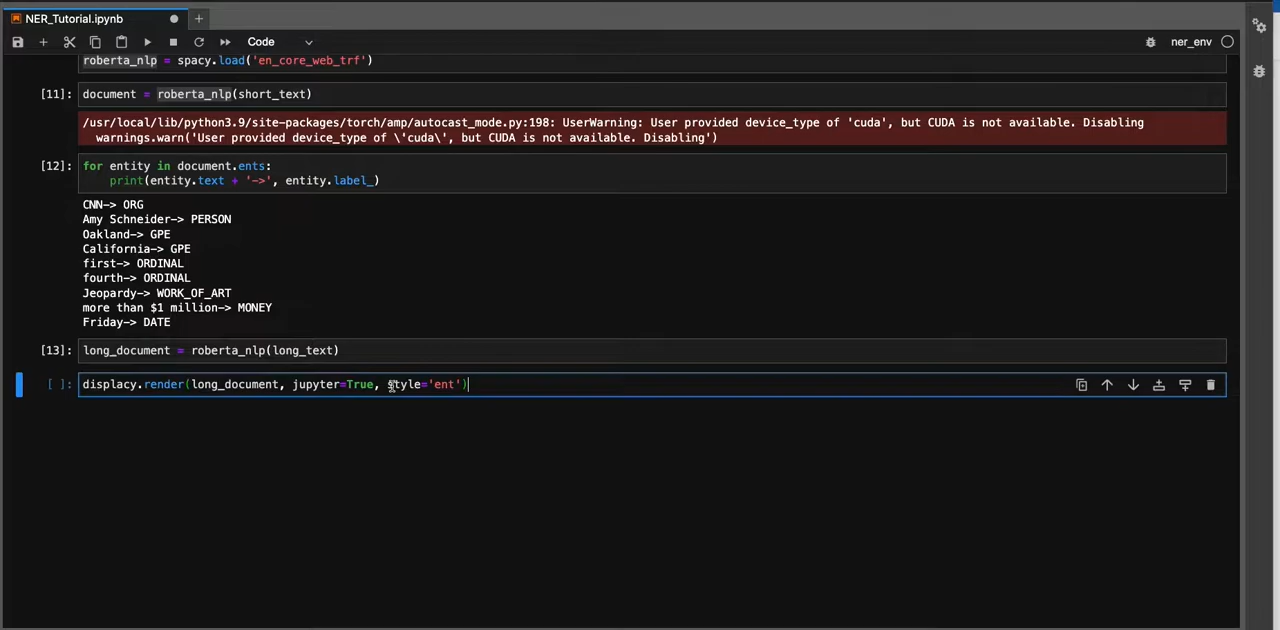 NER_Tutorial.ipynb
Code
ner_env
roberta_nlp = spacy.load('en_core_web_trf')
[11]: document = roberta_nlp(short_text)
/usr/local/lib/python3.9/site-packages/torch/amp/autocast_mode.py:198: UserWarning: User provided device_type of 'cuda', but CUDA is not available. Disabling
warnings.warn('User provided device_type of \'cuda\', but CUDA is not available. Disabling')
[12]: for entity in document.ents:
print(entity.text + '->', entity.label_)
CNN-> ORG
Amy Schneider-> PERSON
Oakland-> GPE
California-> GPE
first-> ORDINAL
fourth-> ORDINAL
Jeopardy-> WORK_OF_ART
more than $1 million-> MONEY
Friday-> DATE
[13]: long_document = roberta_nlp(long_text)
[ ]: displacy.render(long_document, jupyter=True, style='ent')